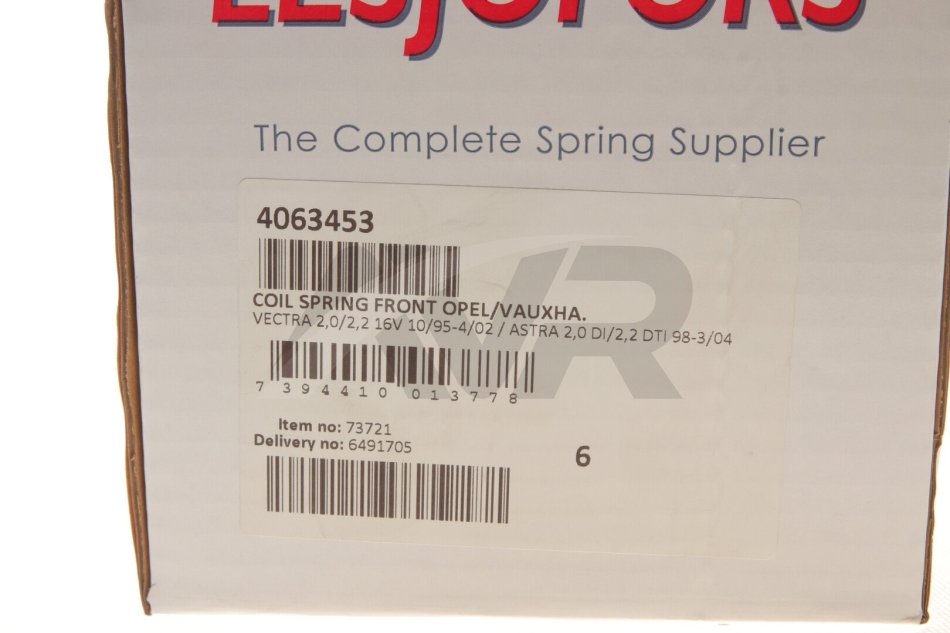 LESJÖFORS
The Complete Spring Supplier
4063453
COIL SPRING FRONT OPEL/VAUXHA.
VECTRA 2,0/2,2 16V 10/95-4/02 / ASTRA 2,0 DI/2,2 DTI 98-3/04
7 394410 013778
Item no: 73721
Delivery no: 6491705
6